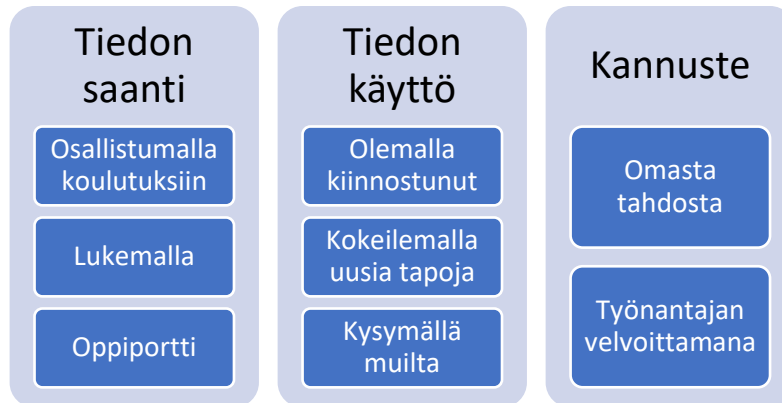 Tiedon
saanti
Osallistumalla
koulutuksiin
Lukemalla
Oppiportti
Tiedon
käyttö
Olemalla
kiinnostunut
Kokeilemalla
uusia tapoja
Kysymällä
muilta
Kannuste
Omasta
tahdosta
Työnantajan
velvoittamana